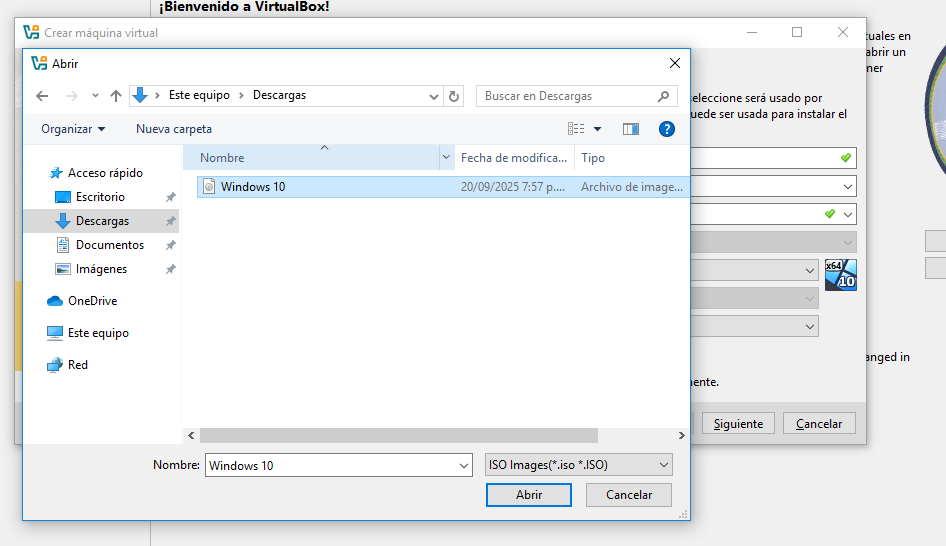 ¡Bienvenido a VirtualBox!
Crear máquina virtual
tuales en
abrir un
ner
Abrir
Este equipo
Descargas
Buscar en Descargas
seleccione será usado por
uede ser usada para instalar el
Organizar
Nueva carpeta
?
Nombre
Fecha de modifica...
Tipo
Acceso rápido
Windows 10
20/09/2025 7:57 p....
Archivo de image...
Escritorio
Descargas
Documentos
Imágenes
x64
10
OneDrive
Este equipo
Red
anged in
nente.
Siguiente
Cancelar
Nombre:
Windows 10
ISO Images(*.iso *.ISO)
Abrir
Cancelar